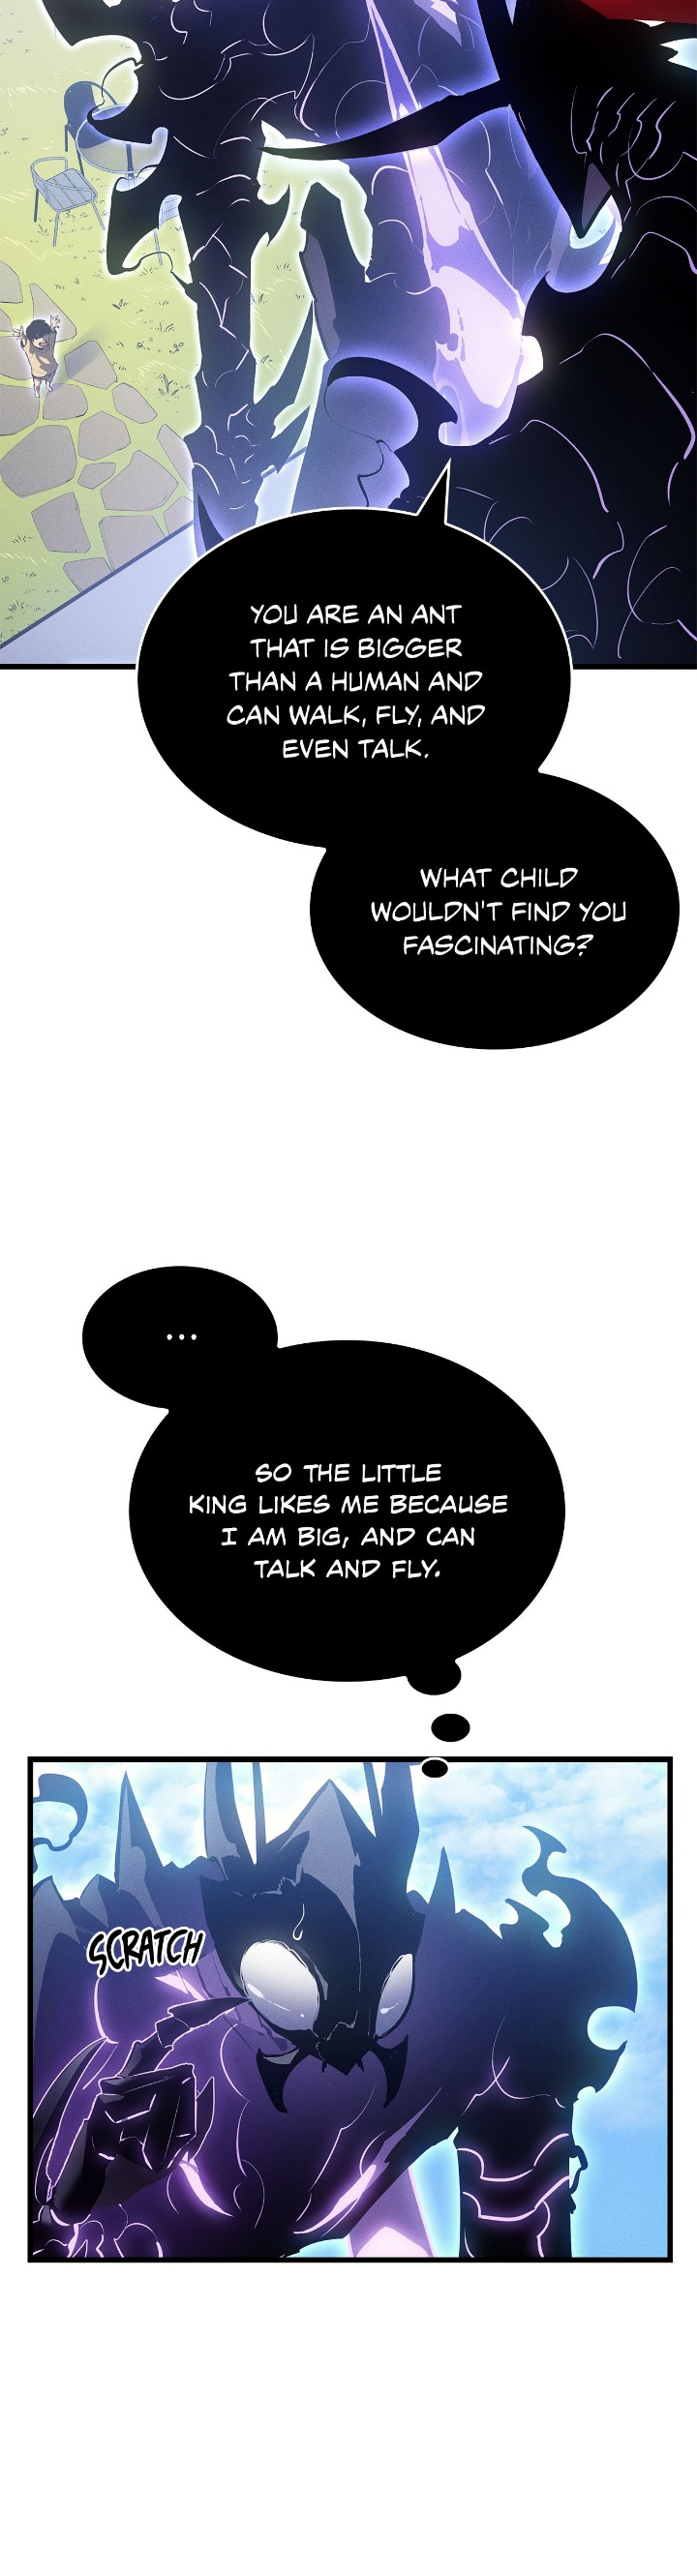 YOU ARE AN ANT
THAT IS BIGGER
THAN A HUMAN AND
CAN WALK, FLY, AND
EVEN TALK.
WHAT CHILD
WOULDN'T FIND YOU
FASCINATING?
...
SO THE LITTLE
KING LIKES ME BECAUSE
I AM BIG, AND CAN
TALK AND FLY.
SCRATCH